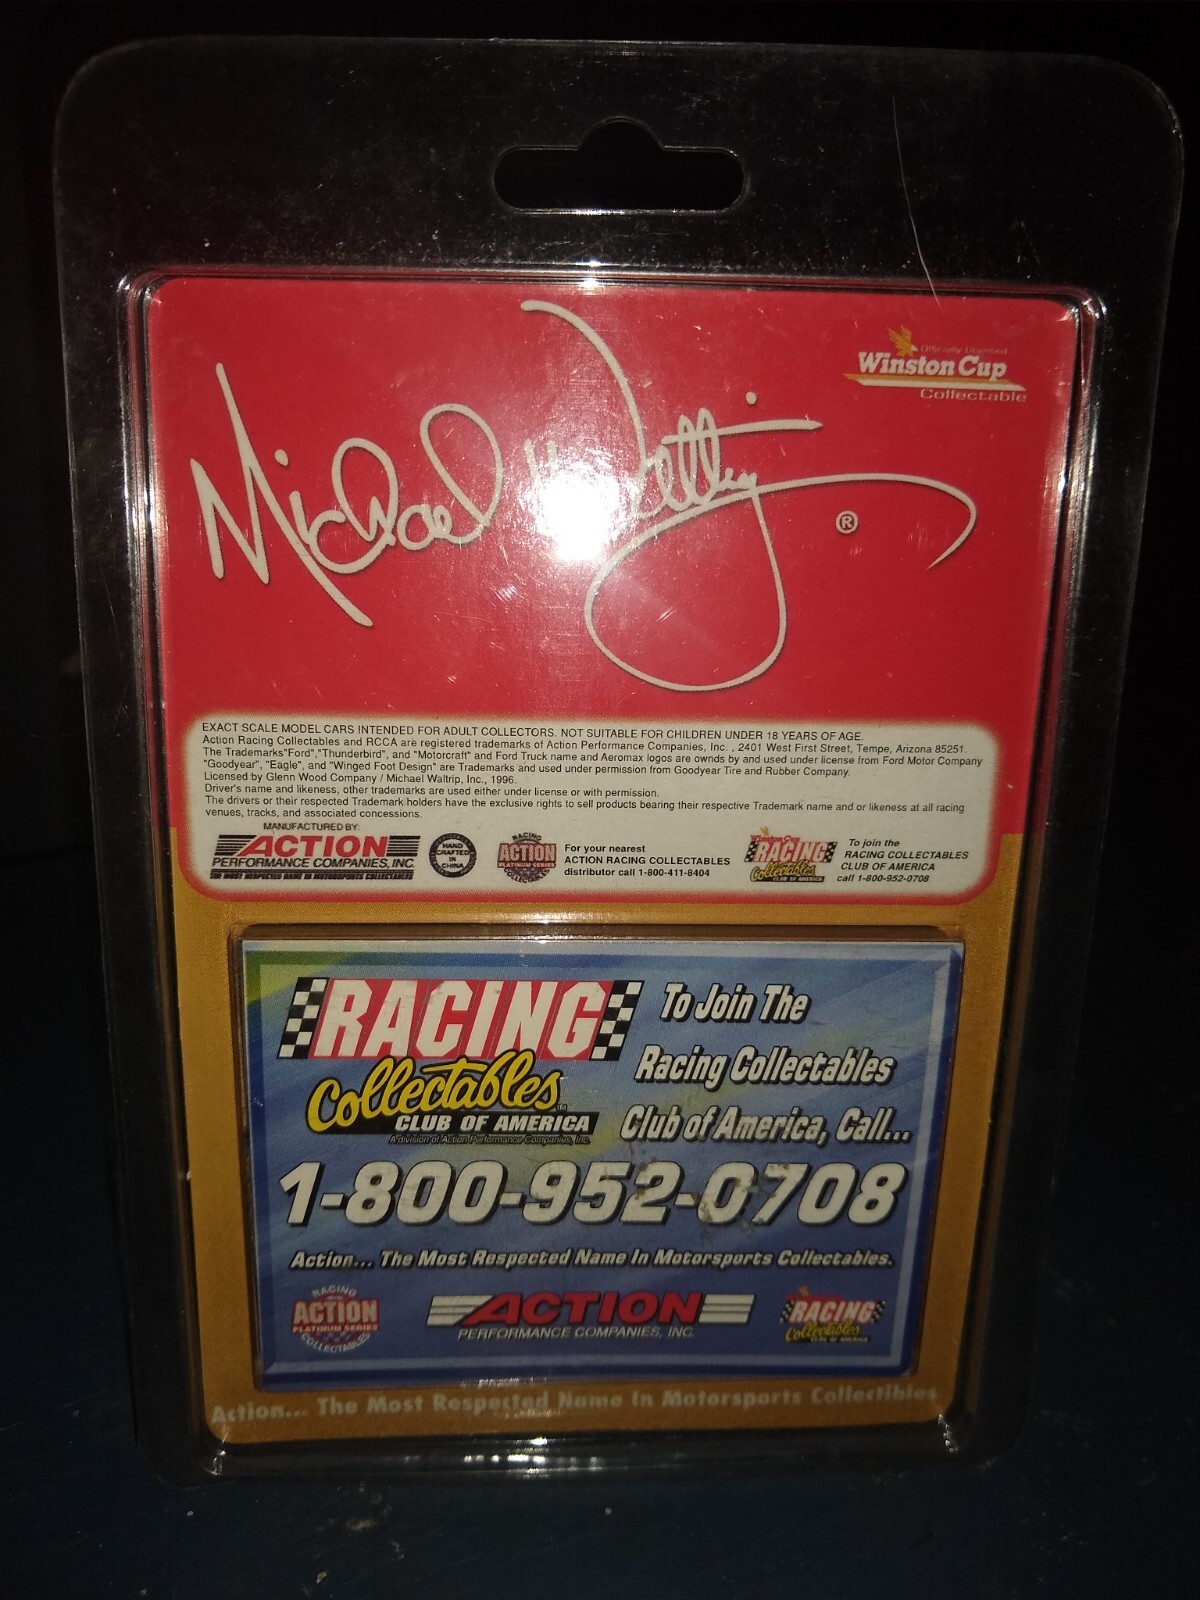 Officially Licensed
Winston Cup
Collectable
Michael Waltrip ®
EXACT SCALE MODEL CARS INTENDED FOR ADULT COLLECTORS. NOT SUITABLE FOR CHILDREN UNDER 18 YEARS OF AGE.
Action Racing Collectables and RCCA are registered trademarks of Action Performance Companies, Inc. , 2401 West First Street, Tempe, Arizona 85251.
The Trademarks"Ford","Thunderbird", and "Motorcraft" and Ford Truck name and Aeromax logos are ownds by and used under license from Ford Motor Company
"Goodyear", "Eagle", and "Winged Foot Design" are Trademarks and used under permission from Goodyear Tire and Rubber Company.
Licensed by Glenn Wood Company / Michael Waltrip, Inc., 1996.
Driver's name and likeness, other trademarks are used either under license or with permission.
The drivers or their respected Trademark holders have the exclusive rights to sell products bearing their respective Trademark name and or likeness at all racing
venues, tracks, and associated concessions.
MANUFACTURED BY:
ACTION
PERFORMANCE COMPANIES, INC.
THE MOST RESPECTED NAME IN MOTORSPORTS COLLECTABLES
HAND
CRAFTED
IN
CHINA
RACING
ACTION
PLATINUM SERIES
COLLECTABLES
For your nearest
ACTION RACING COLLECTABLES
distributor call 1-800-411-8404
Winston Cup
RACING
Collectables
CLUB OF AMERICA
To join the
RACING COLLECTABLES
CLUB OF AMERICA
call 1-800-952-0708
RACING
Collectables™
CLUB OF AMERICA
A division of Action Performance Companies, Inc.
To Join The
Racing Collectables
Club of America, Call...
1-800-952-0708
Action... The Most Respected Name In Motorsports Collectables.
RACING
ACTION
PLATINUM SERIES
COLLECTABLES
ACTION
PERFORMANCE COMPANIES, INC.
RACING
Collectables
CLUB OF AMERICA
Action... The Most Respected Name In Motorsports Collectibles.